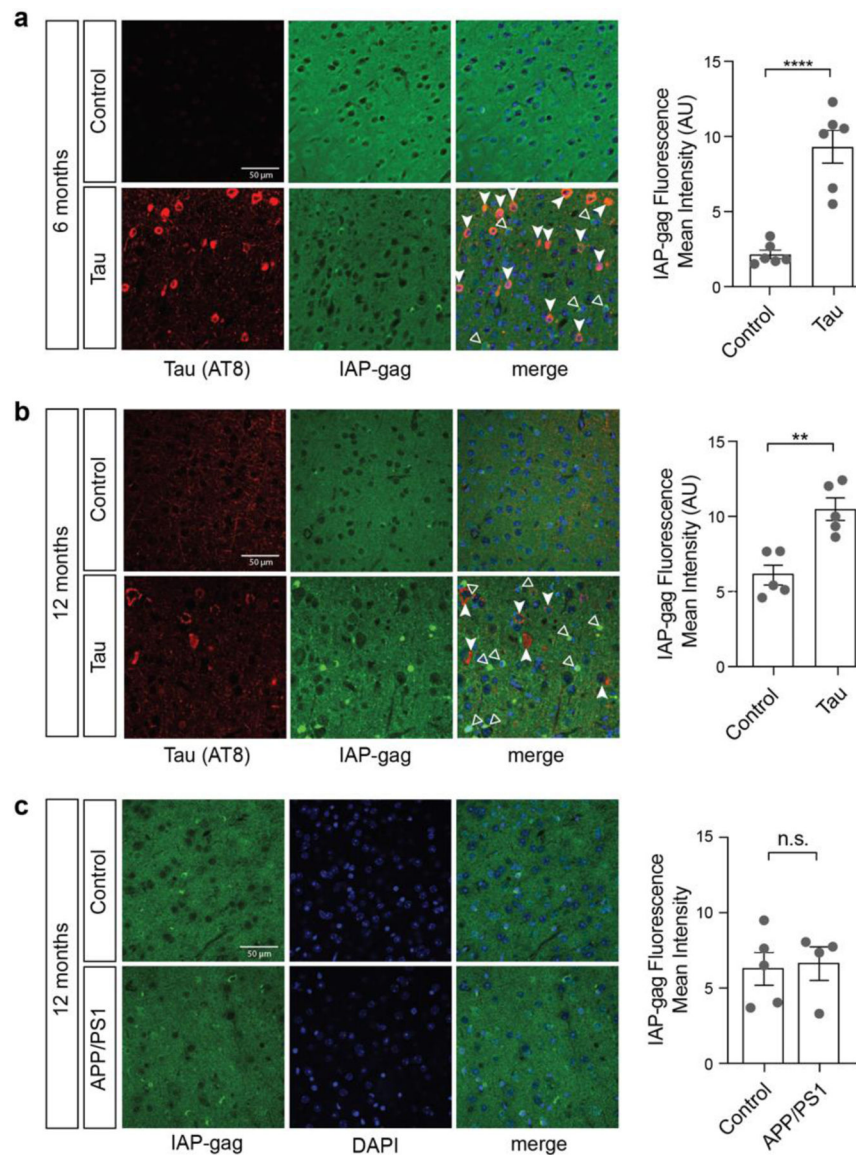 a
6 months
Control
Tau
50 µm
Tau (AT8)
IAP-gag
merge
IAP-gag Fluorescence
Mean Intensity (AU)
15
10
5
0
****
Control
Tau
b
12 months
Control
Tau
50 µm
Tau (AT8)
IAP-gag
merge
IAP-gag Fluorescence
Mean Intensity (AU)
15
10
5
0
**
Control
Tau
c
12 months
Control
APP/PS1
50 µm
IAP-gag
DAPI
merge
IAP-gag Fluorescence
Mean Intensity
15
10
5
0
n.s.
Control
APP/PS1